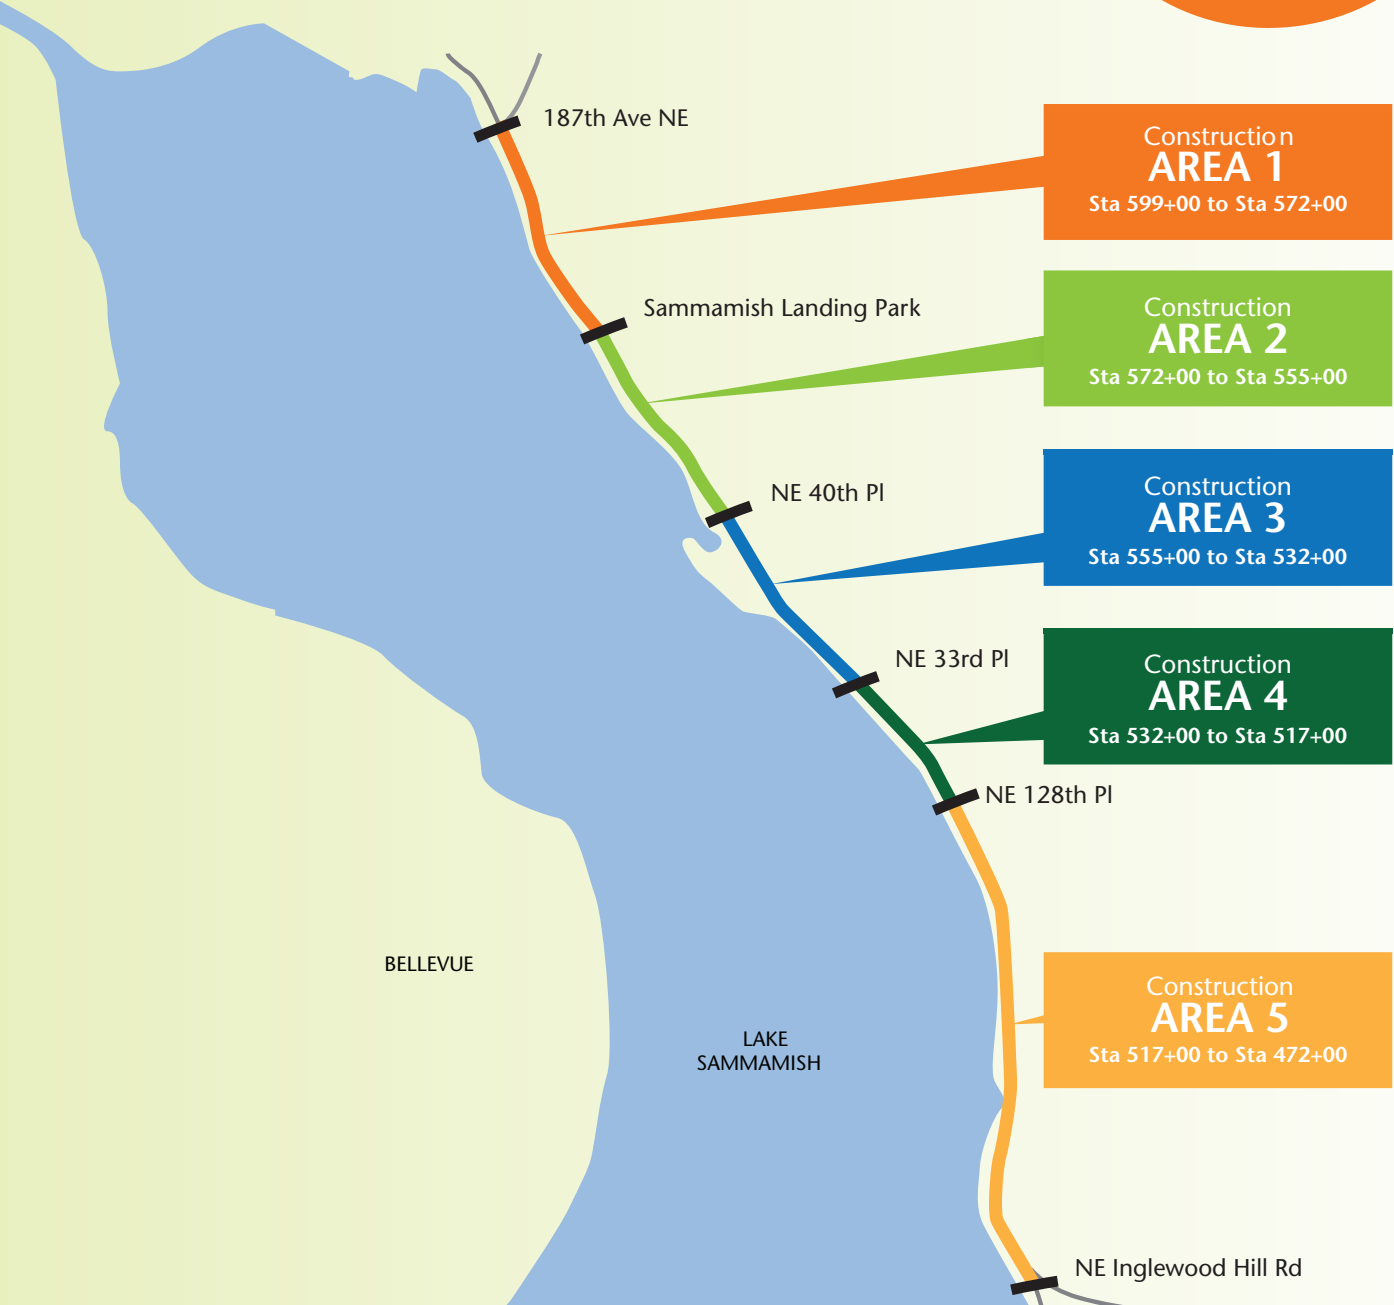 187th Ave NE
Construction
AREA 1
Sta 599+00 to Sta 572+00
Sammamish Landing Park
Construction
AREA 2
Sta 572+00 to Sta 555+00
NE 40th Pl
Construction
AREA 3
Sta 555+00 to Sta 532+00
NE 33rd Pl
Construction
AREA 4
Sta 532+00 to Sta 517+00
NE 128th Pl
BELLEVUE
LAKE
SAMMAMISH
Construction
AREA 5
Sta 517+00 to Sta 472+00
NE Inglewood Hill Rd